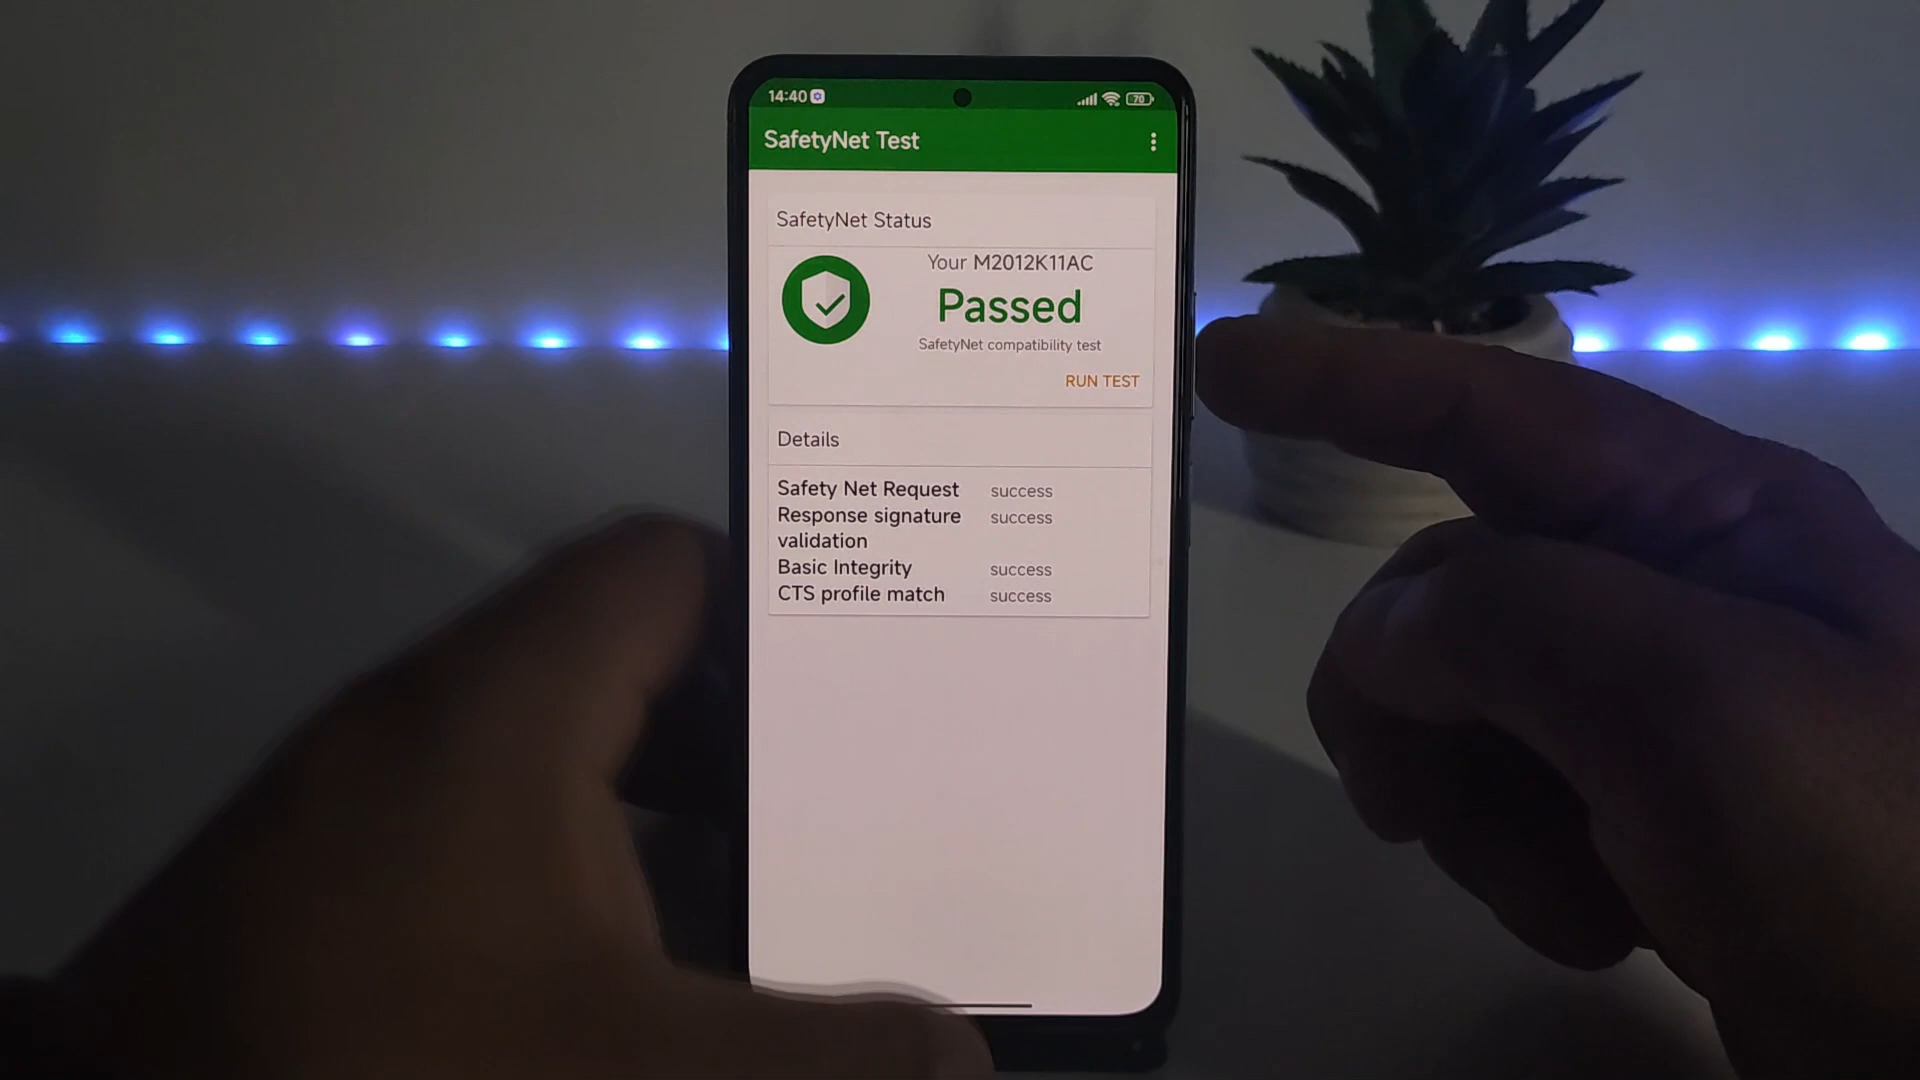 14:40
70
SafetyNet Test
SafetyNet Status
Your M2012K11AC
Passed
SafetyNet compatibility test
RUN TEST
Details
Safety Net Request success
Response signature success
validation
Basic Integrity success
CTS profile match success